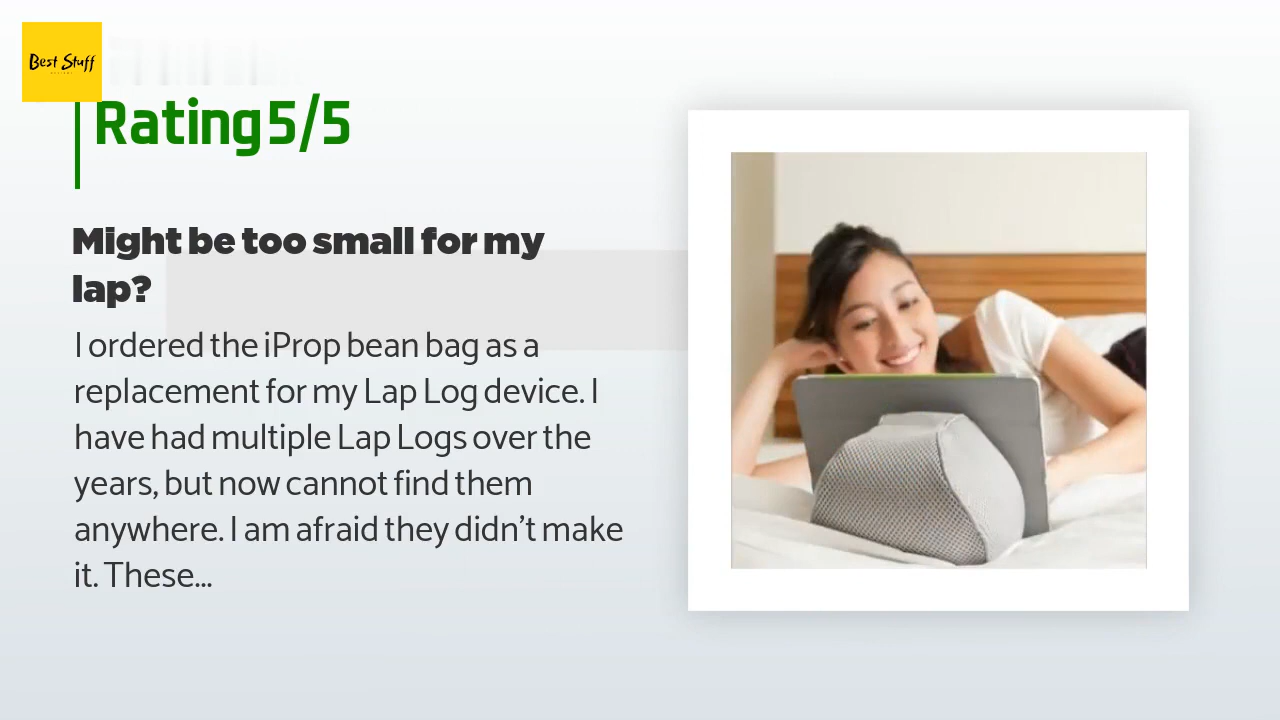 Best Stuff
Rating 5/5
Might be too small for my
lap?
I ordered the iProp bean bag as a
replacement for my Lap Log device. I
have had multiple Lap Logs over the
years, but now cannot find them
anywhere. I am afraid they didn’t make
it. These...